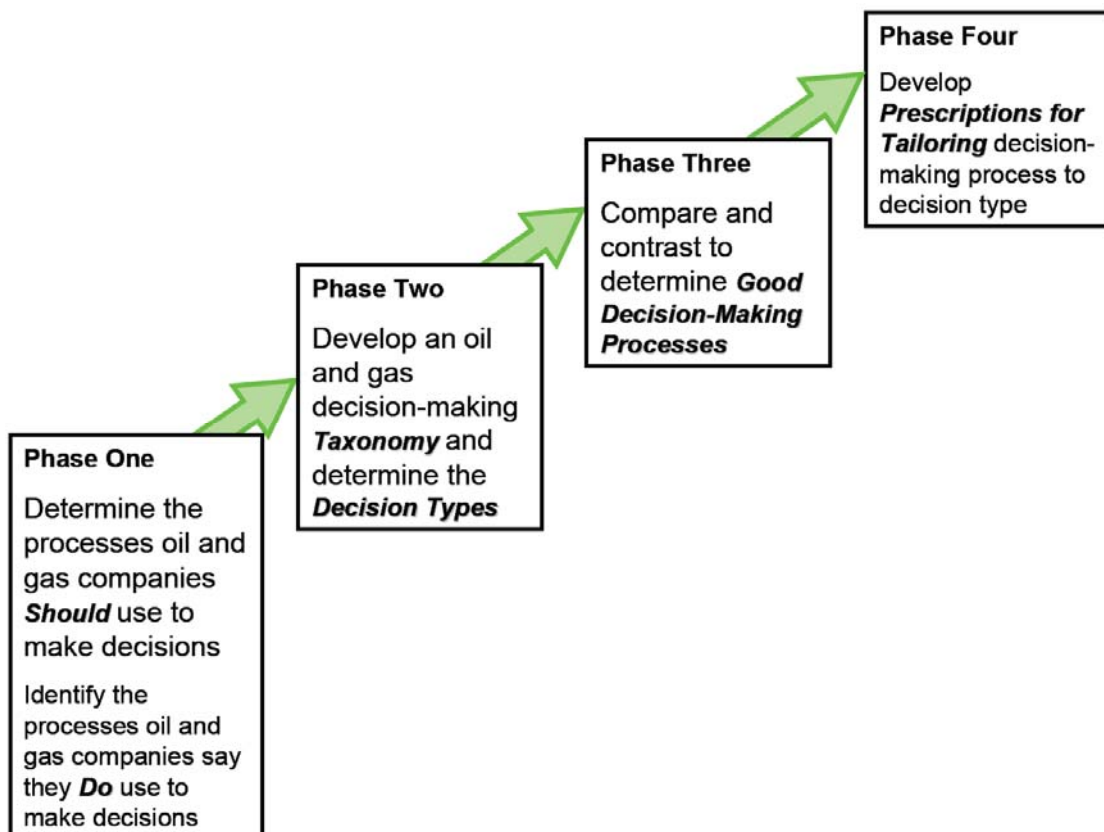 Phase One
Determine the
processes oil and
gas companies
Should use to
make decisions
Identify the
processes oil and
gas companies say
they Do use to
make decisions
Phase Two
Develop an oil
and gas
decision-making
Taxonomy and
determine the
Decision Types
Phase Three
Compare and
contrast to
determine Good
Decision-Making
Processes
Phase Four
Develop
Prescriptions for
Tailoring decision-
making process to
decision type